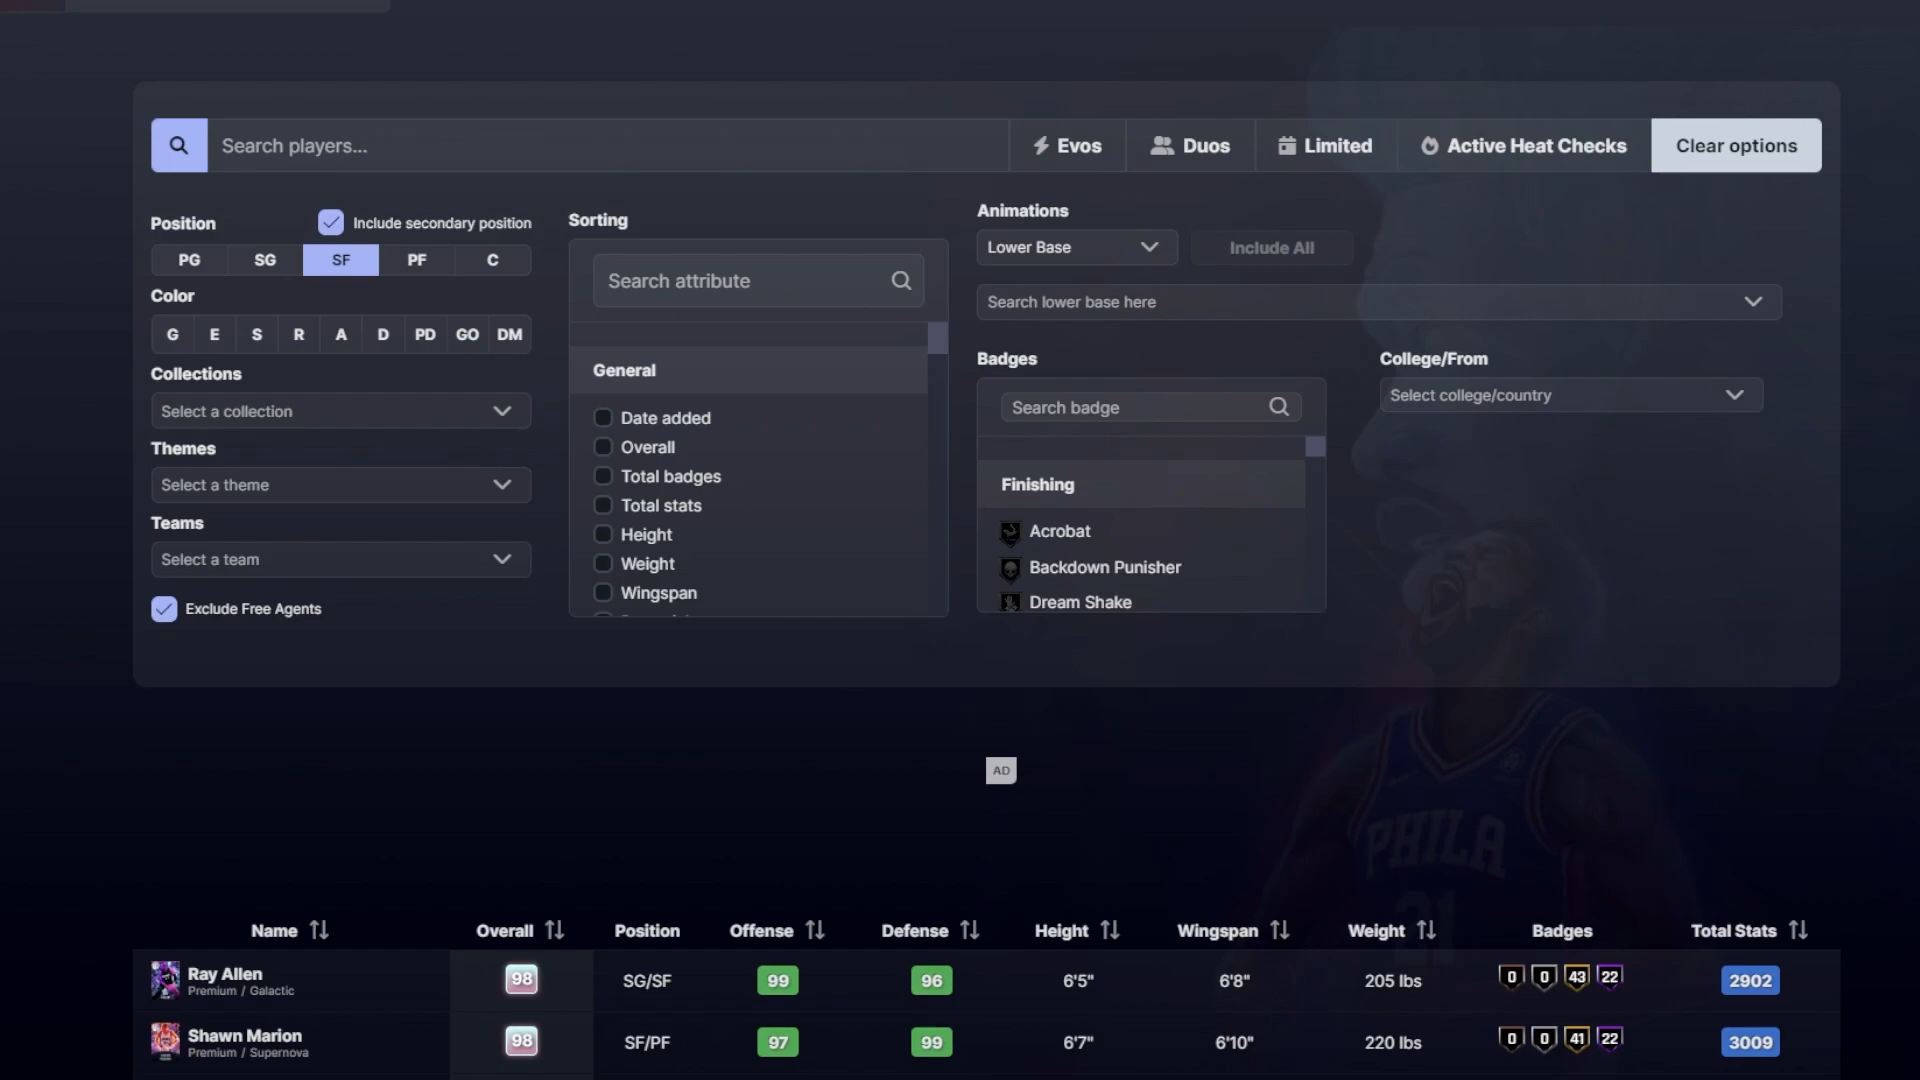 Search players...
Evos
Duos
Limited
Active Heat Checks
Clear options
Position
Include secondary position
PG SG SF PF C
Color
G E S R A D PD GO DM
Collections
Select a collection
Themes
Select a theme
Teams
Select a team
Exclude Free Agents
Sorting
Search attribute
General
Date added
Overall
Total badges
Total stats
Height
Weight
Wingspan
Animations
Lower Base
Include All
Search lower base here
Badges
Search badge
Finishing
Acrobat
Backdown Punisher
Dream Shake
College/From
Select college/country
AD
PHILA
21
Name Overall Position Offense Defense Height Wingspan Weight Badges Total Stats
Ray Allen 98 SG/SF 99 96 6'5" 6'8" 205 lbs 0 0 43 22 2902
Premium / Galactic
Shawn Marion 98 SF/PF 97 99 6'7" 6'10" 220 lbs 0 0 41 22 3009
Premium / Supernova